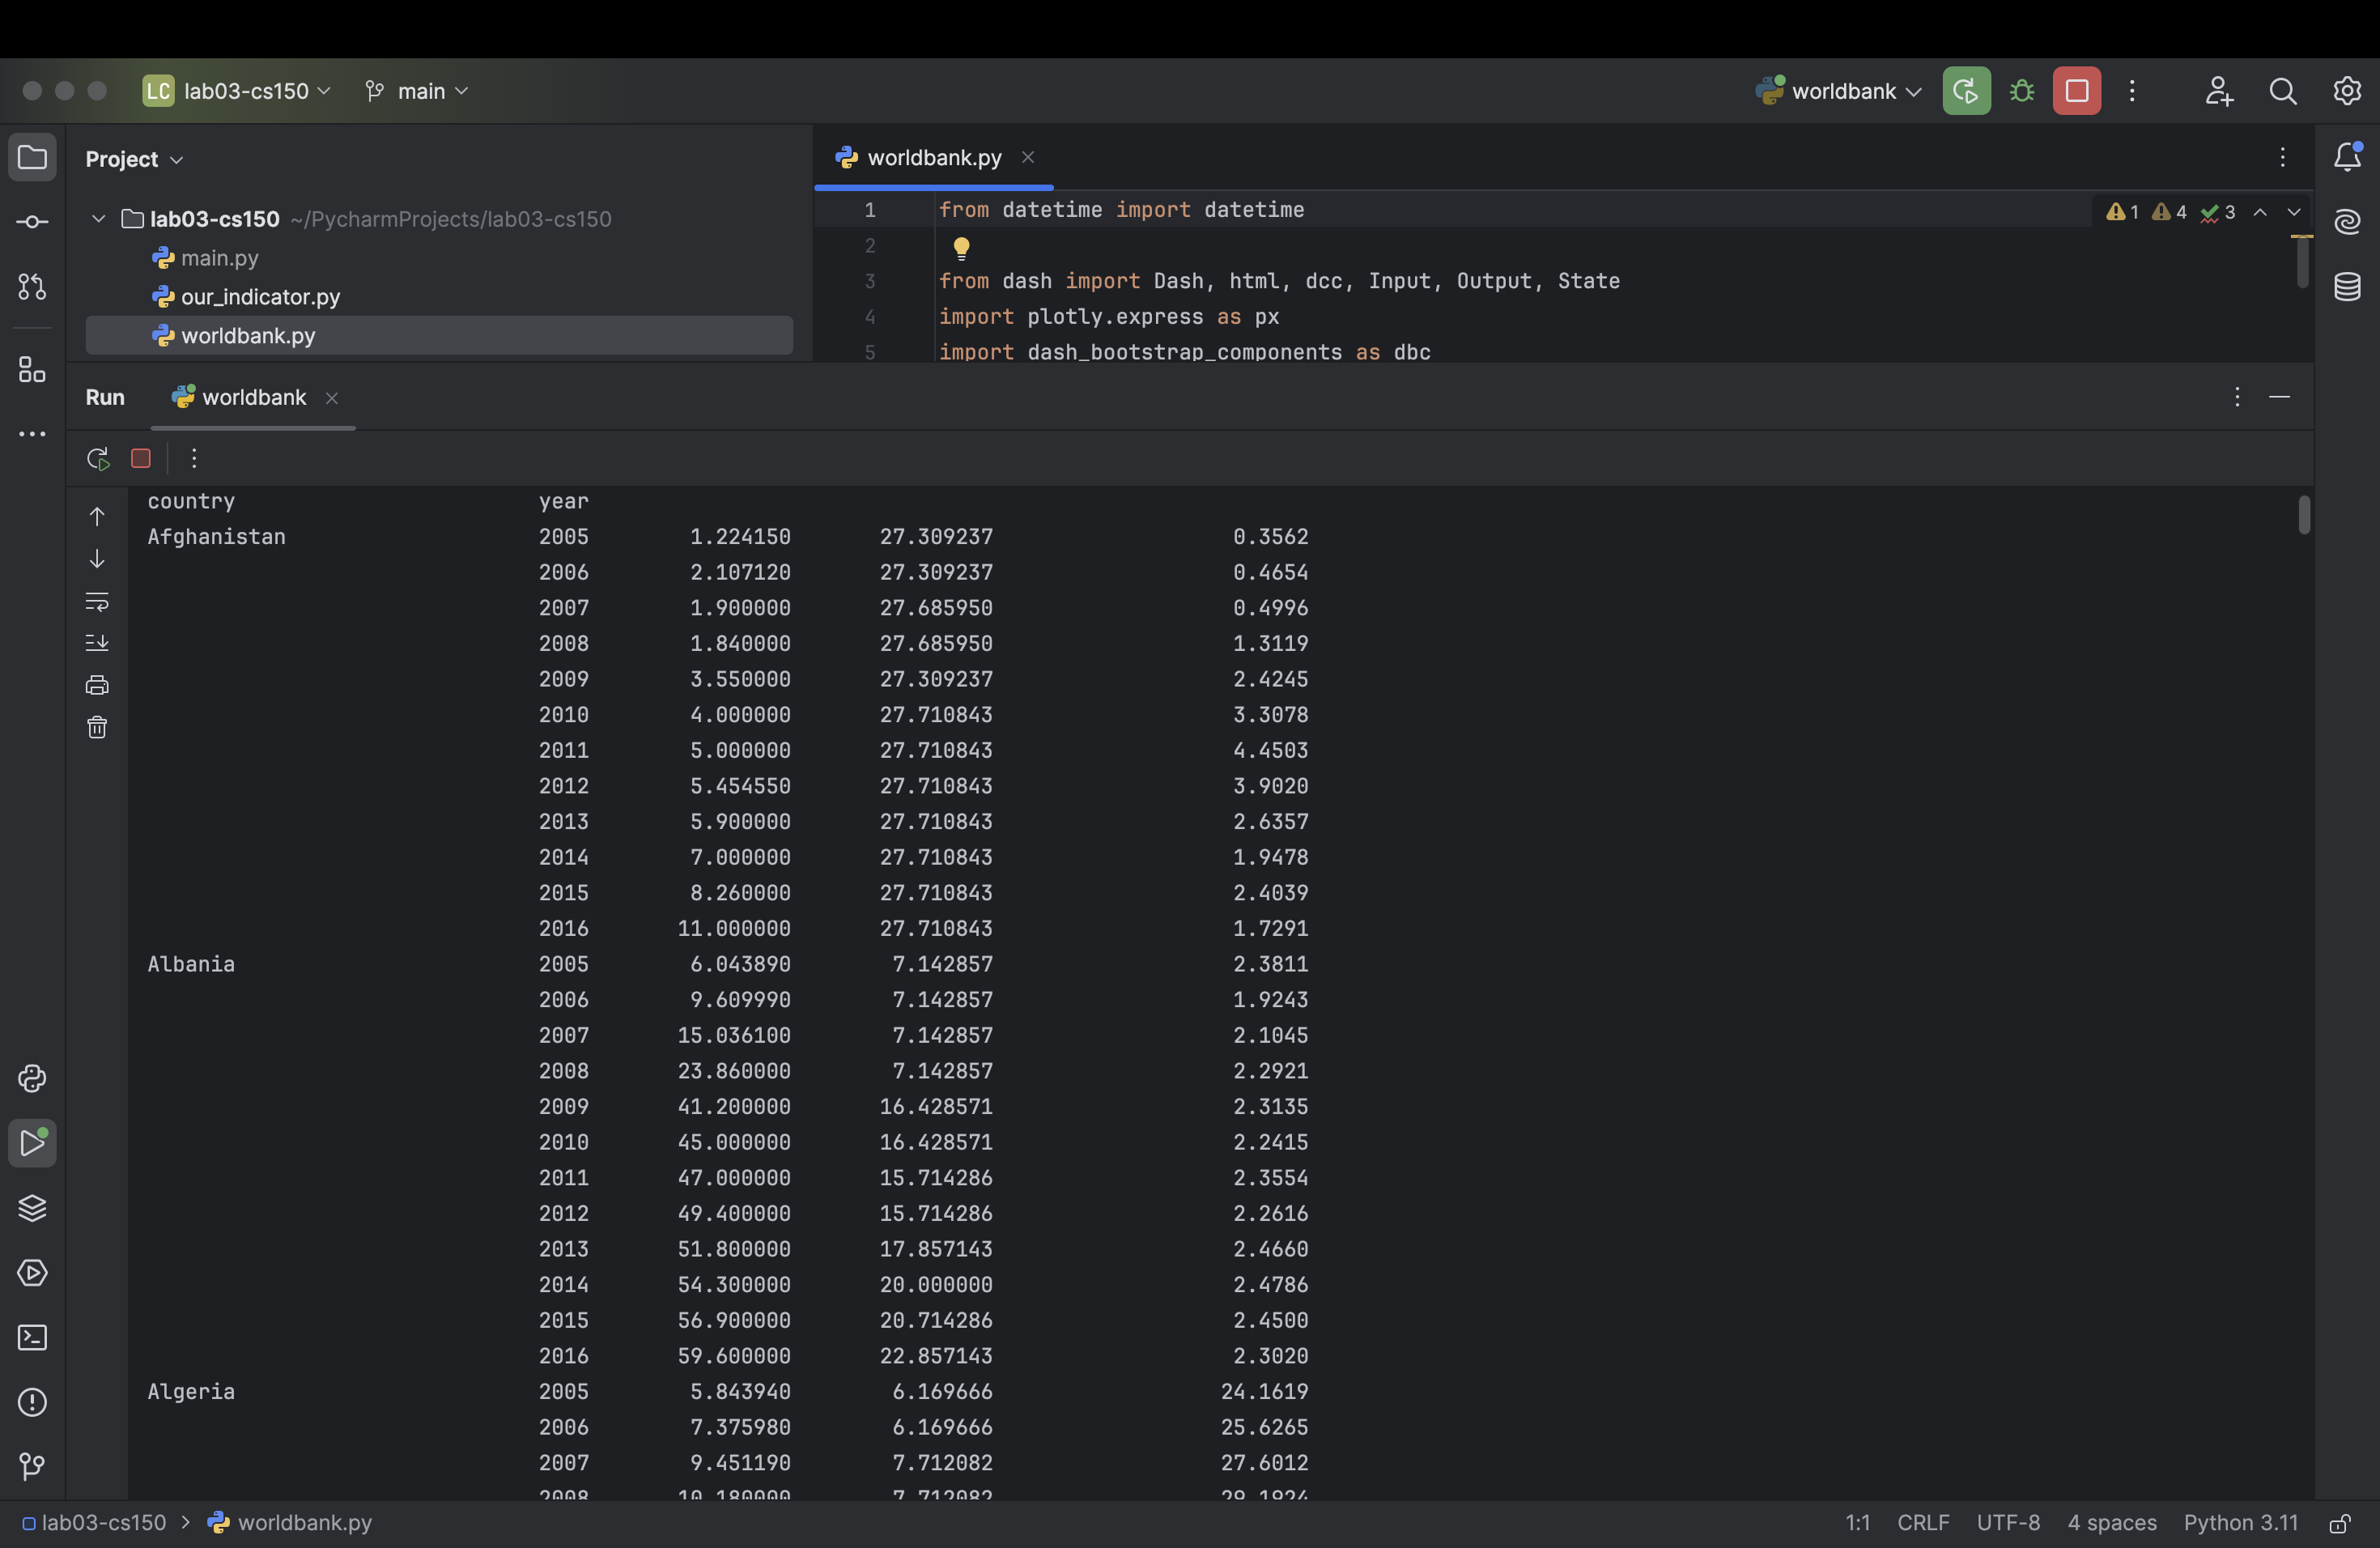 LC lab03-cs150 main worldbank
Project
lab03-cs150 ~/PycharmProjects/lab03-cs150
main.py
our_indicator.py
worldbank.py
worldbank.py
1 from datetime import datetime
2
3 from dash import Dash, html, dcc, Input, Output, State
4 import plotly.express as px
5 import dash_bootstrap_components as dbc
1 4 3
Run worldbank
country year
Afghanistan 2005 1.224150 27.309237 0.3562
2006 2.107120 27.309237 0.4654
2007 1.900000 27.685950 0.4996
2008 1.840000 27.685950 1.3119
2009 3.550000 27.309237 2.4245
2010 4.000000 27.710843 3.3078
2011 5.000000 27.710843 4.4503
2012 5.454550 27.710843 3.9020
2013 5.900000 27.710843 2.6357
2014 7.000000 27.710843 1.9478
2015 8.260000 27.710843 2.4039
2016 11.000000 27.710843 1.7291
Albania 2005 6.043890 7.142857 2.3811
2006 9.609990 7.142857 1.9243
2007 15.036100 7.142857 2.1045
2008 23.860000 7.142857 2.2921
2009 41.200000 16.428571 2.3135
2010 45.000000 16.428571 2.2415
2011 47.000000 15.714286 2.3554
2012 49.400000 15.714286 2.2616
2013 51.800000 17.857143 2.4660
2014 54.300000 20.000000 2.4786
2015 56.900000 20.714286 2.4500
2016 59.600000 22.857143 2.3020
Algeria 2005 5.843940 6.169666 24.1619
2006 7.375980 6.169666 25.6265
2007 9.451190 7.712082 27.6012
2008 10.180000 7.712082 29.1924
lab03-cs150 > worldbank.py 1:1 CRLF UTF-8 4 spaces Python 3.11